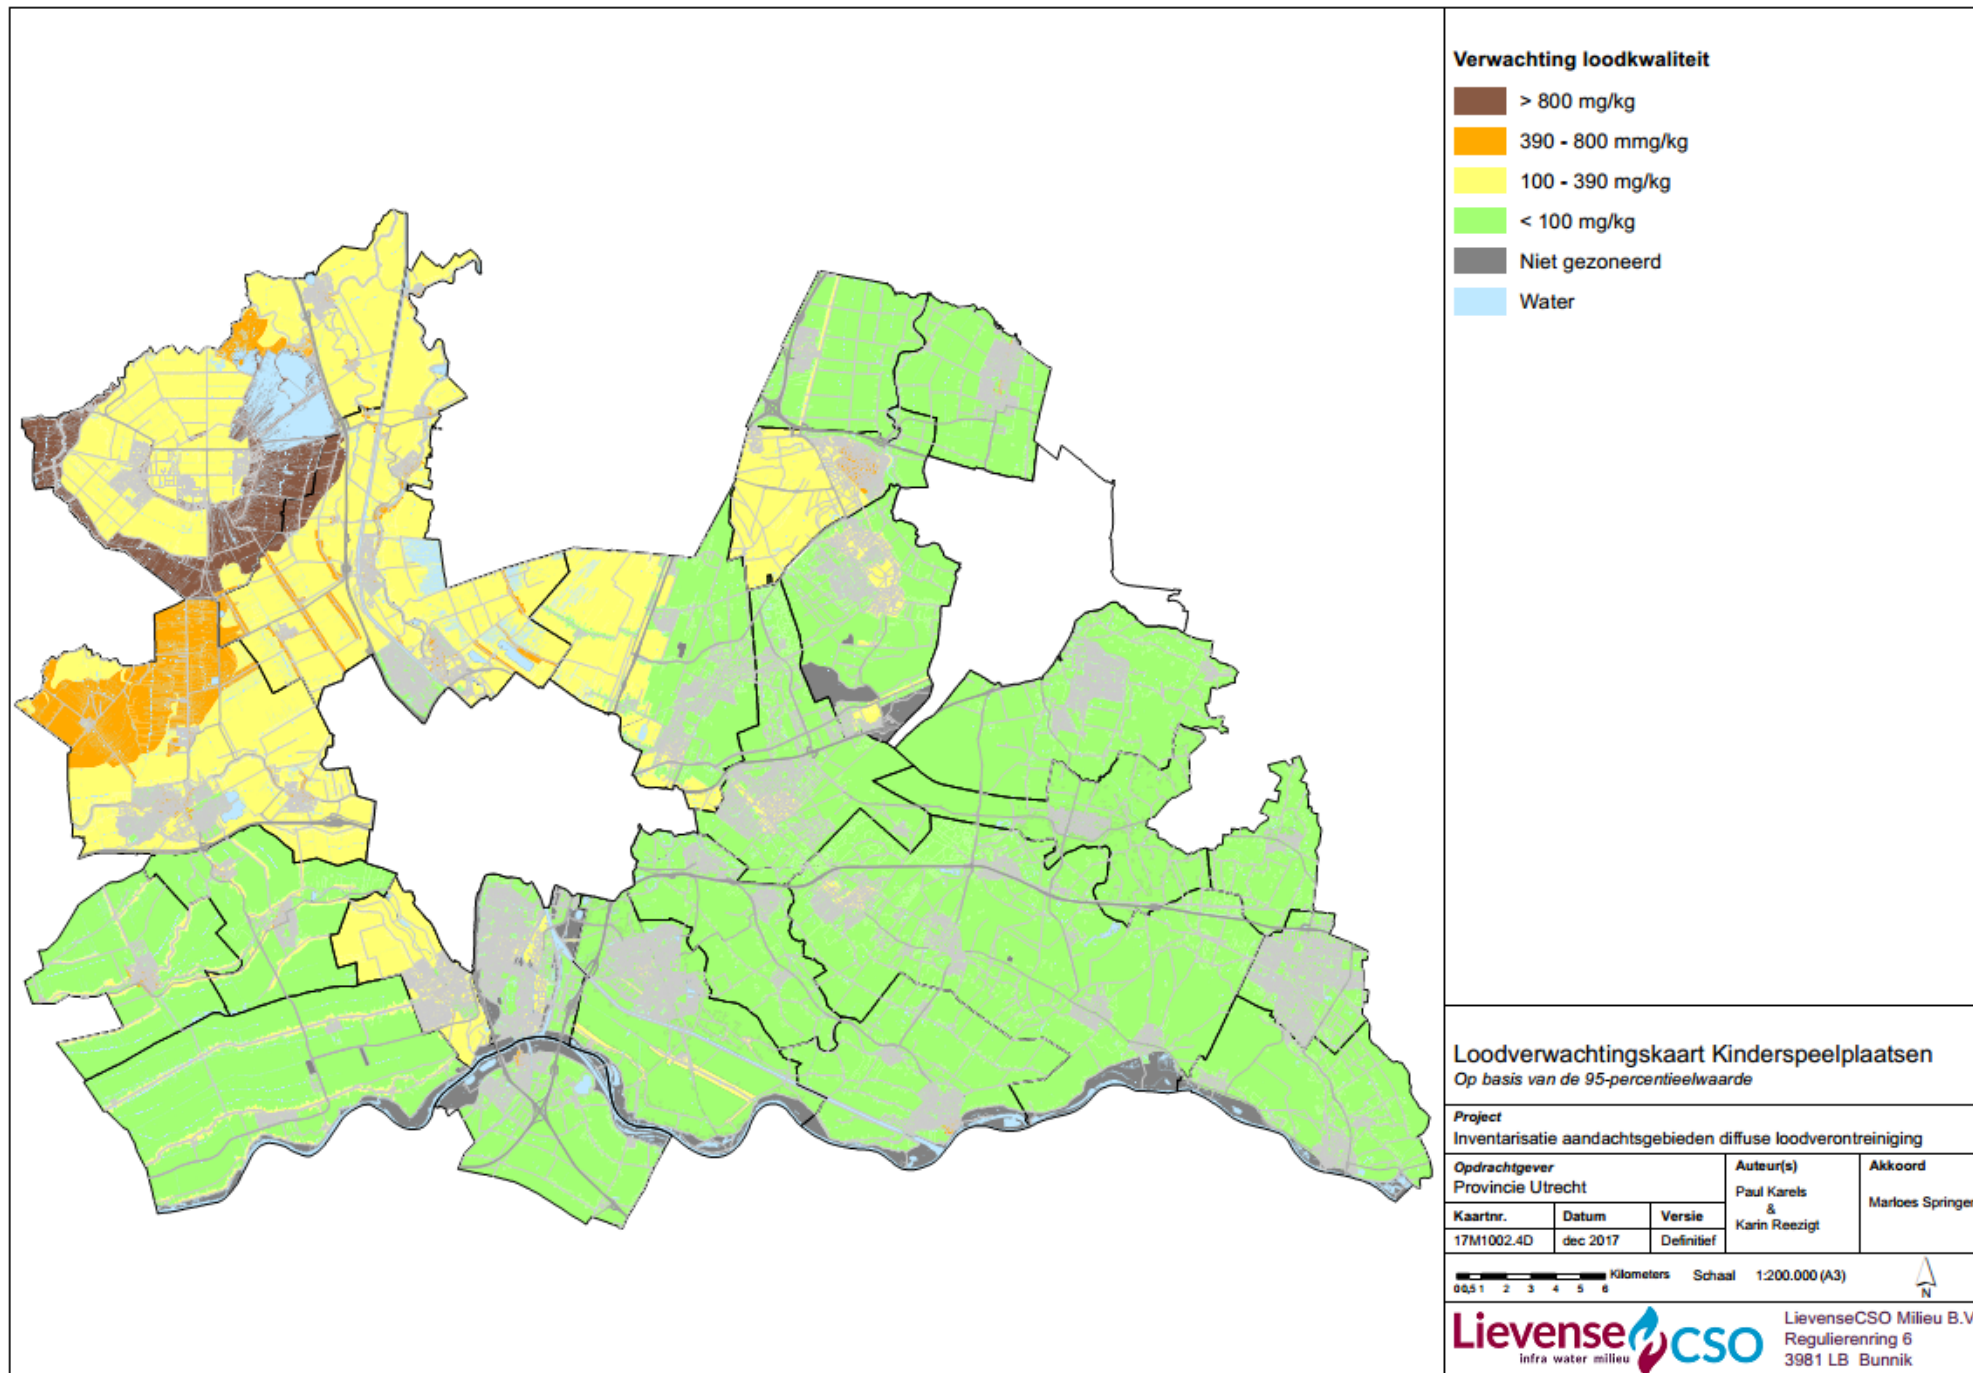 Verwachting loodkwaliteit
> 800 mg/kg
390 - 800 mmg/kg
100 - 390 mg/kg
< 100 mg/kg
Niet gezoneerd
Water
Loodverwachtingskaart Kinderspeelplaatsen
Op basis van de 95-percentieelwaarde
Project
Inventarisatie aandachtsgebieden diffuse loodverontreiniging
Opdrachtgever
Provincie Utrecht
Auteur(s)
Paul Karels
&
Karin Reezigt
Akkoord
Marloes Springer
Kaartnr. Datum Versie
17M1002.4D dec 2017 Definitief
0 0,5 1 2 3 4 5 6 Kilometers Schaal 1:200.000 (A3)
N
Lievense CSO
infra water milieu
LievenseCSO Milieu B.V
Regulierenring 6
3981 LB Bunnik